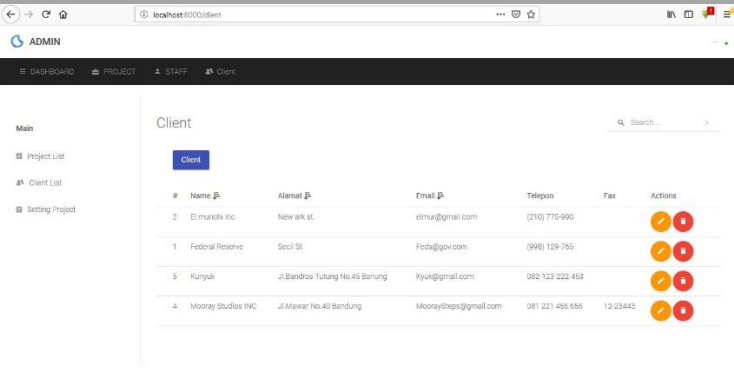 localhost:8000/client
ADMIN
DASHBOARD PROJECT STAFF Client
Main
Project List
Client List
Setting Project
Client
Search...
Client
# Name Alamat Email Telepon Fax Actions
2 El munchi inc New ark st. elmur@gmail.com (210) 775-990
1 Federal Reserve Sccil St Feds@gov.com (998) 129-765
5 Kunyuk Jl.Bandros Tutung No.45 Banung Kyuk@gmail.com 082-123-222-453
4 Mooray Studios INC Jl.Mawar No.40 Bandung MooraySteps@gmail.com 081 221 456 656 12-23443